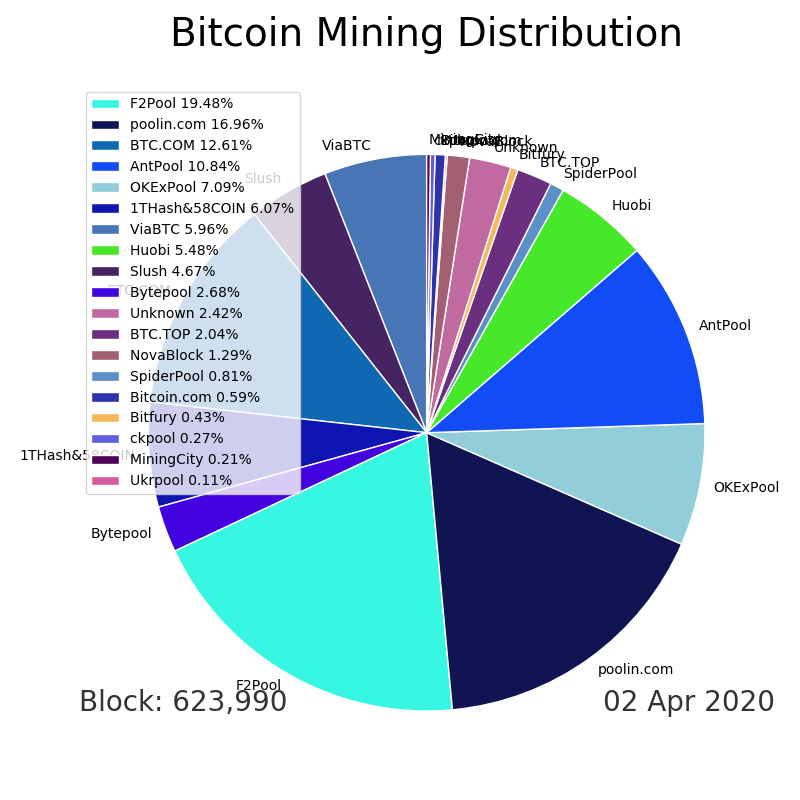 Bitcoin Mining Distribution
F2Pool 19.48%
poolin.com 16.96%
BTC.COM 12.61%
AntPool 10.84%
OKExPool 7.09%
1THash&58COIN 6.07%
ViaBTC 5.96%
Huobi 5.48%
Slush 4.67%
Bytepool 2.68%
Unknown 2.42%
BTC.TOP 2.04%
NovaBlock 1.29%
SpiderPool 0.81%
Bitcoin.com 0.59%
Bitfury 0.43%
ckpool 0.27%
MiningCity 0.21%
Ukrpool 0.11%
MiningCity
Unknown
Bitfury
BTC.TOP
SpiderPool
Huobi
AntPool
OKExPool
poolin.com
F2Pool
Bytepool
1THash&58COIN
BTC.COM
Slush
ViaBTC
Block: 623,990
02 Apr 2020